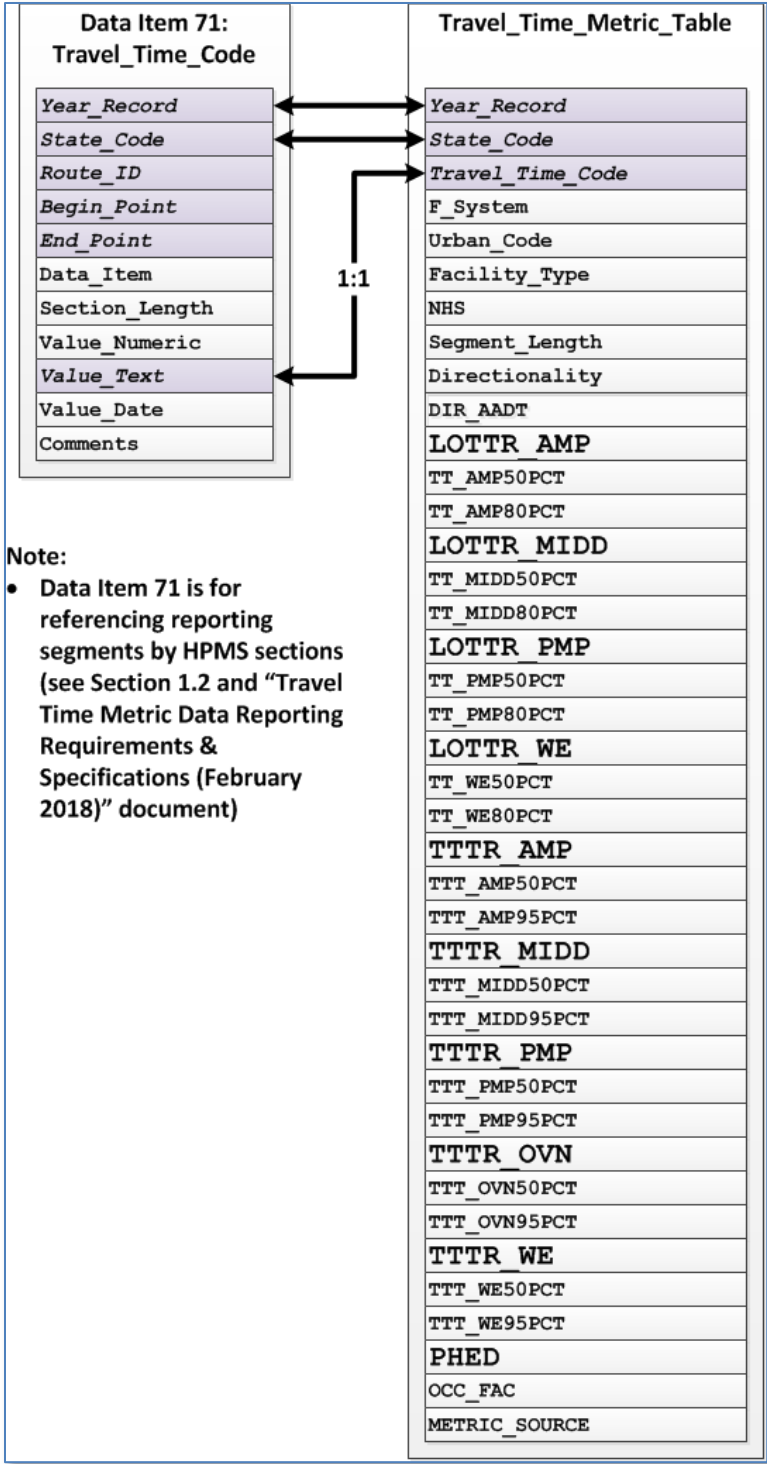 Data Item 71:
Travel_Time_Code
Year_Record
State_Code
Route_ID
Begin_Point
End_Point
Data_Item
Section_Length
Value_Numeric
Value_Text
Value_Date
Comments
1:1
Note:
• Data Item 71 is for
referencing reporting
segments by HPMS sections
(see Section 1.2 and “Travel
Time Metric Data Reporting
Requirements &
Specifications (February
2018)” document)
Travel_Time_Metric_Table
Year_Record
State_Code
Travel_Time_Code
F_System
Urban_Code
Facility_Type
NHS
Segment_Length
Directionality
DIR_AADT
LOTTR_AMP
TT_AMP50PCT
TT_AMP80PCT
LOTTR_MIDD
TT_MIDD50PCT
TT_MIDD80PCT
LOTTR_PMP
TT_PMP50PCT
TT_PMP80PCT
LOTTR_WE
TT_WE50PCT
TT_WE80PCT
TTTR_AMP
TTT_AMP50PCT
TTT_AMP95PCT
TTTR_MIDD
TTT_MIDD50PCT
TTT_MIDD95PCT
TTTR_PMP
TTT_PMP50PCT
TTT_PMP95PCT
TTTR_OVN
TTT_OVN50PCT
TTT_OVN95PCT
TTTR_WE
TTT_WE50PCT
TTT_WE95PCT
PHED
OCC_FAC
METRIC_SOURCE